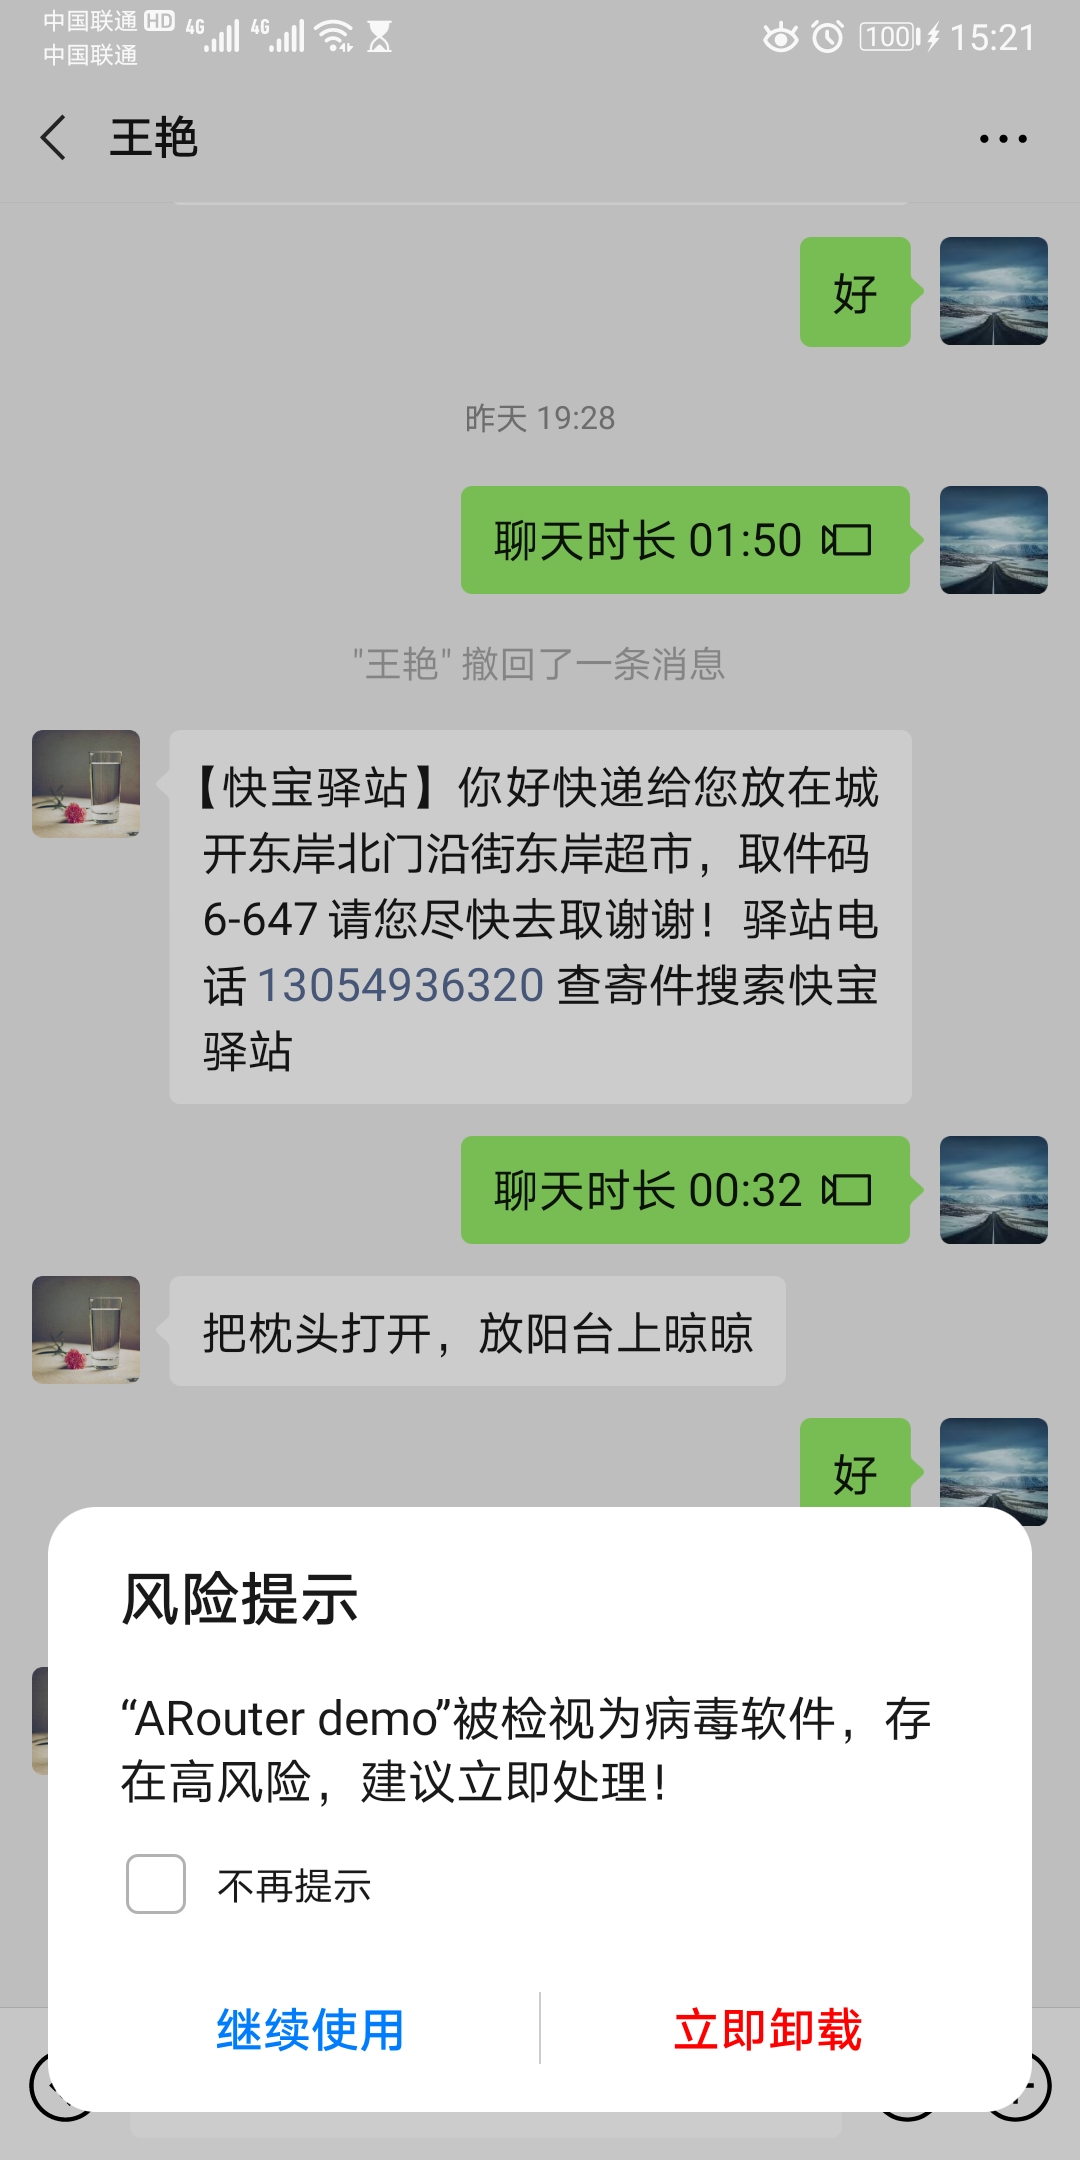 中国联通 HD 4G 4G 100 15:21
中国联通
王艳
好
昨天 19:28
聊天时长 01:50
"王艳" 撤回了一条消息
【快宝驿站】你好快递给您放在城
开东岸北门沿街东岸超市，取件码
6-647 请您尽快去取谢谢！驿站电
话 13054936320 查寄件搜索快宝
驿站
聊天时长 00:32
把枕头打开，放阳台上晾晾
好
风险提示
“ARouter demo”被检视为病毒软件，存
在高风险，建议立即处理！
不再提示
继续使用
立即卸载